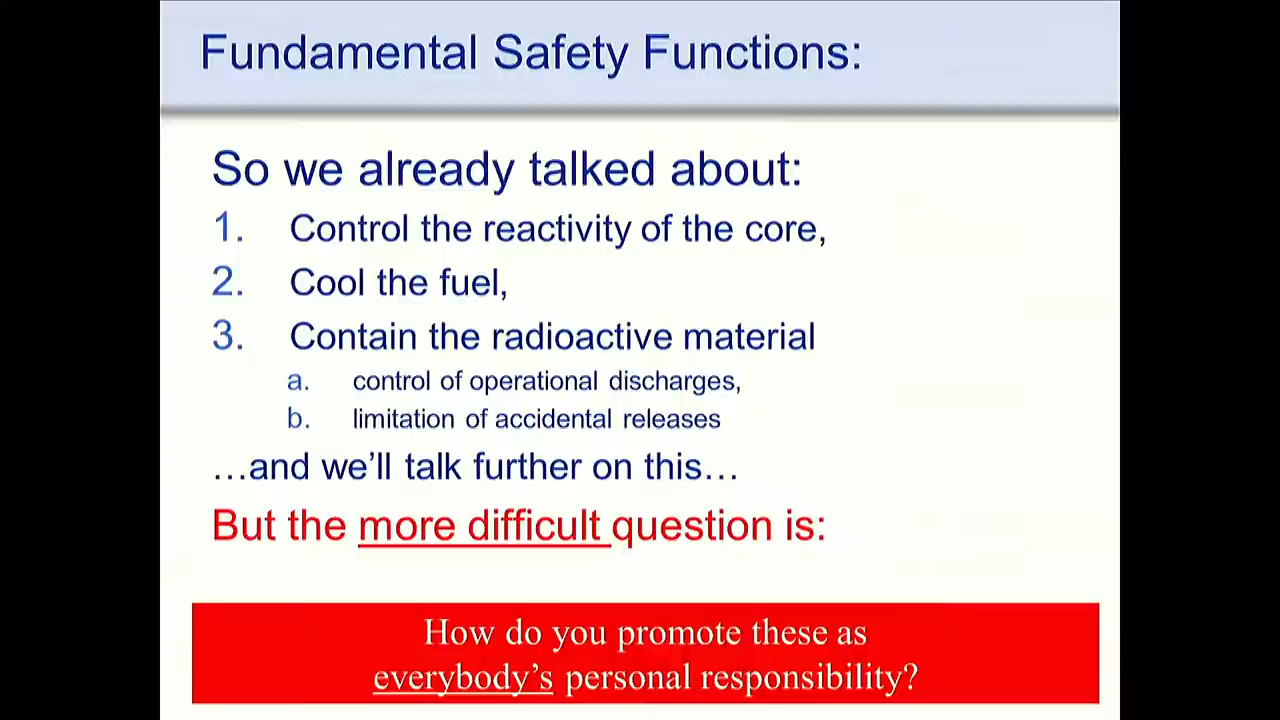 Fundamental Safety Functions:
So we already talked about:
1. Control the reactivity of the core,
2. Cool the fuel,
3. Contain the radioactive material
a. control of operational discharges,
b. limitation of accidental releases
…and we’ll talk further on this…
But the more difficult question is:
How do you promote these as
everybody’s personal responsibility?